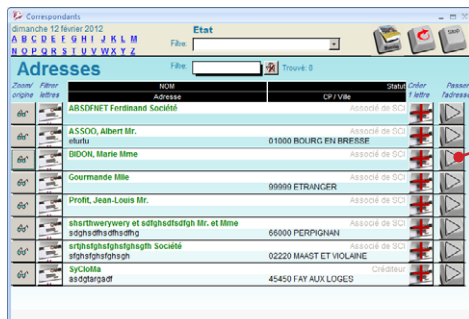 Correspondants
dimanche 12 février 2012
A B C D E F G H I J K L M
N O P Q R S T U V W X Y Z
Etat
Filtre:
Adresses
Filtre:
Trouvé: 8
Zoom/ origine
Filtrer lettres
NOM
Statut
Adresse
CP / Ville
Créer 1 lettre
Passer l'adresse
ABSDFNET Ferdinand Société
Associé de SCI
ASSOO, Albert Mr.
Associé de SCI
eturtu
01000 BOURG EN BRESSE
BIDON, Marie Mme
Associé de SCI
Gourmande Mlle
Associé de SCI
99999 ETRANGER
Profit, Jean-Louis Mr.
Associé de SCI
shsrthwerywery et sdfghsdfsdfgh Mr. et Mme
Associé de SCI
sdghsdfhsdfhsdfhg
66000 PERPIGNAN
srtjhsfghsfghsfghsgfh Société
Associé de SCI
sfghsfghsfghsgh
02220 MAAST ET VIOLAINE
SyCloMa
Créditeur
asdgtargadf
45450 FAY AUX LOGES